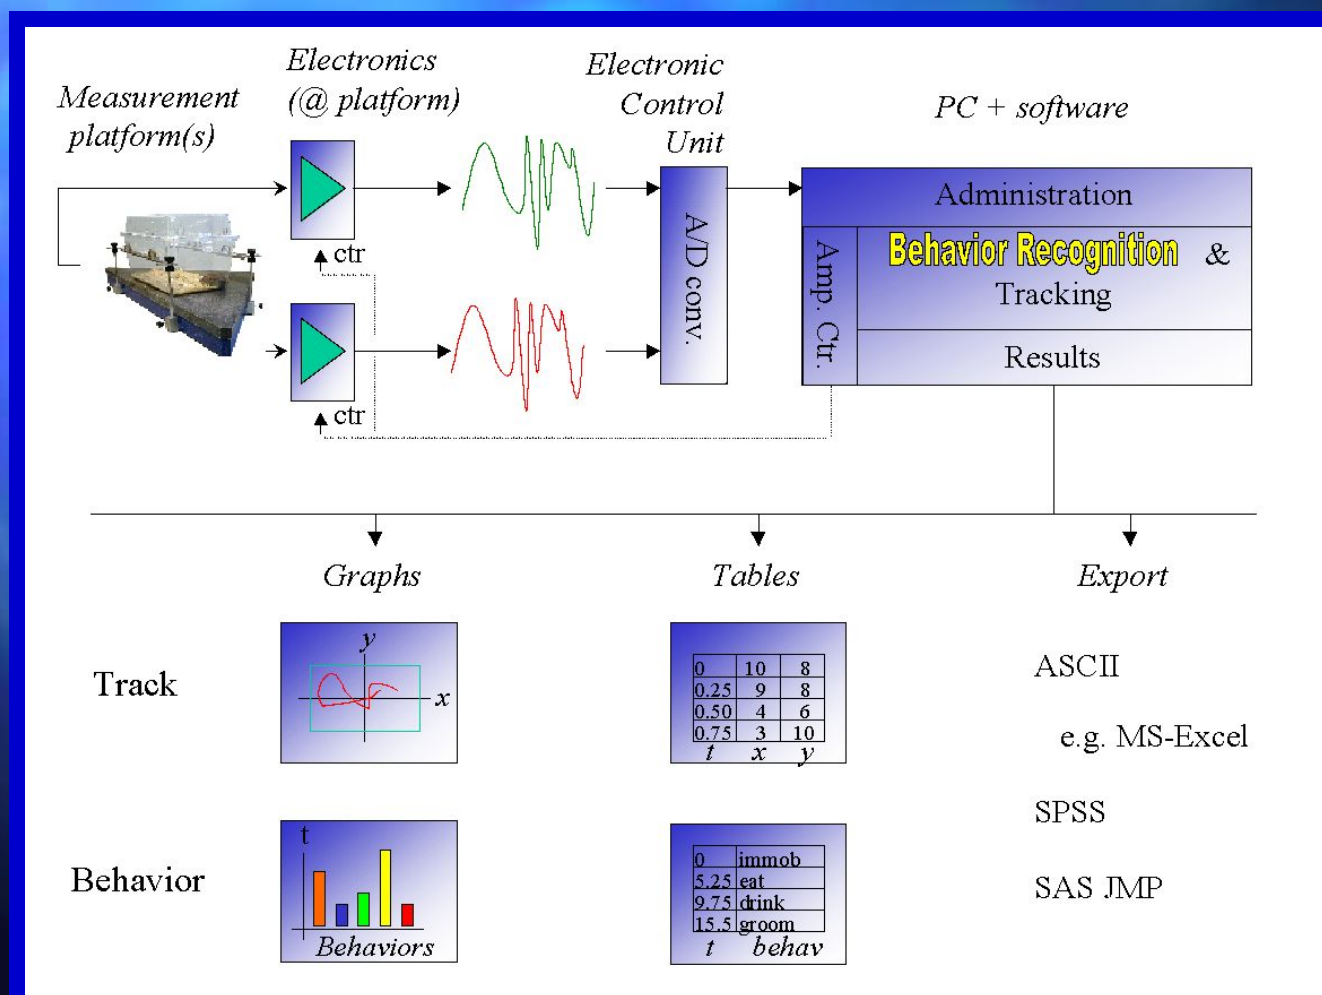 Measurement
platform(s)
Electronics
(@ platform)
Electronic
Control
Unit
PC + software
ctr
ctr
A/D conv.
Administration
Amp. Ctr.
Behavior Recognition &
Tracking
Results
Graphs
Tables
Export
Track
y
x
0 10 8
0.25 9 8
0.50 4 6
0.75 3 10
t x y
ASCII
e.g. MS-Excel
SPSS
SAS JMP
Behavior
t
Behaviors
0 immob
5.25 eat
9.75 drink
15.5 groom
t behav